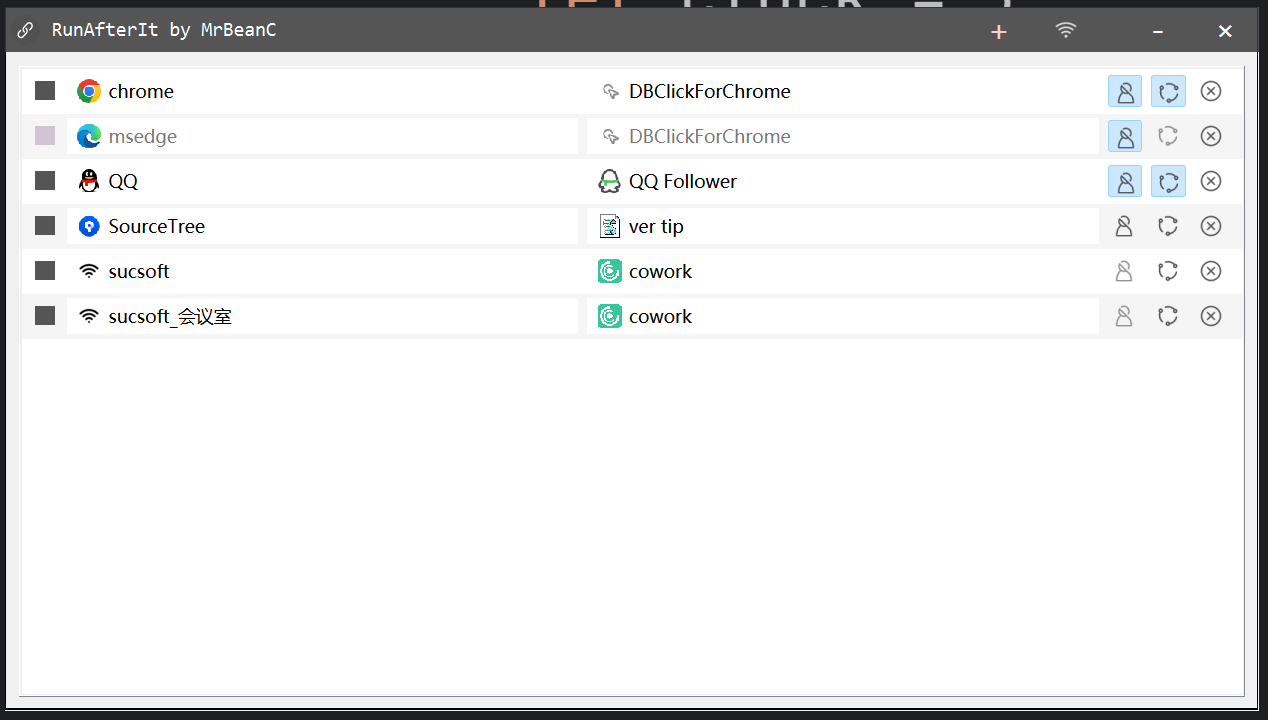 RunAfterIt by MrBeanC
chrome DBClickForChrome
msedge DBClickForChrome
QQ QQ Follower
SourceTree ver tip
sucsoft cowork
sucsoft_会议室 cowork